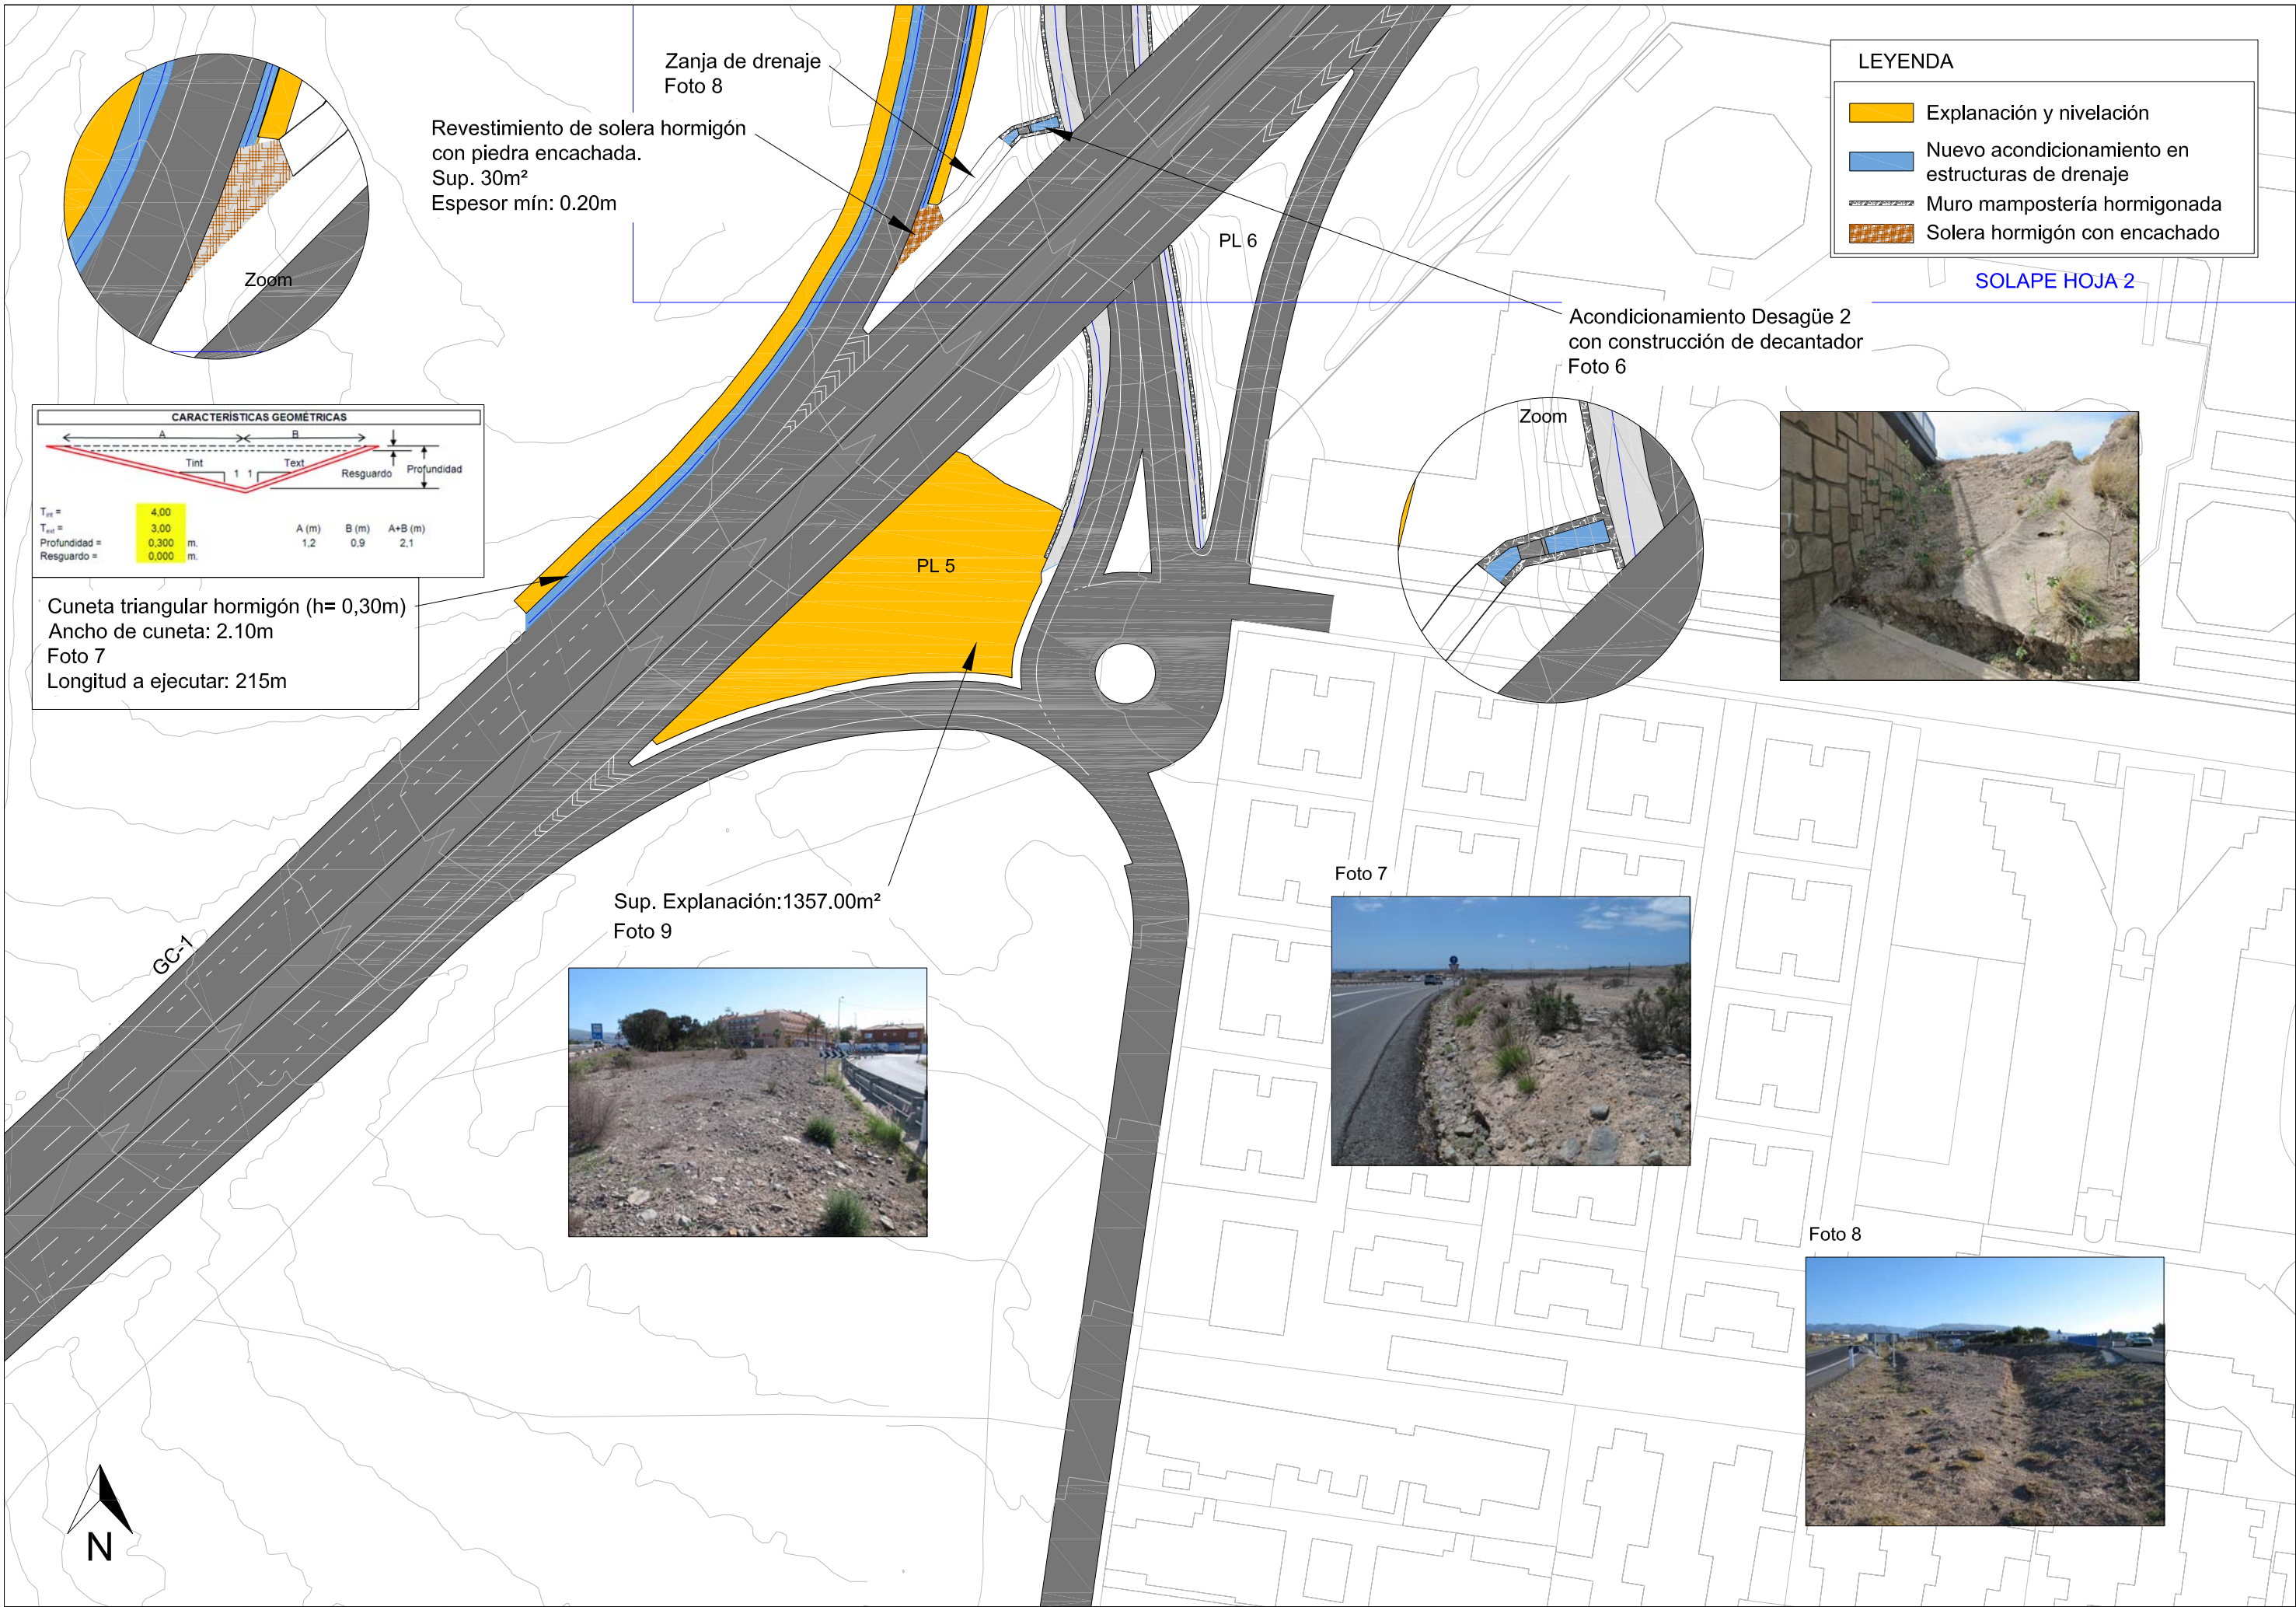 Zanja de drenaje
Foto 8
Revestimiento de solera hormigón
con piedra encachada.
Sup. 30m²
Espesor mín: 0.20m
Zoom
LEYENDA
Explanación y nivelación
Nuevo acondicionamiento en
estructuras de drenaje
Muro mampostería hormigonada
Solera hormigón con encachado
SOLAPE HOJA 2
PL 6
Acondicionamiento Desagüe 2
con construcción de decantador
Foto 6
Zoom
CARACTERÍSTICAS GEOMÉTRICAS
A B
Tint 1 1 Text Resguardo Profundidad
Tint = 4,00
Text = 3,00 A (m) B (m) A+B (m)
Profundidad = 0,300 m. 1,2 0,9 2,1
Resguardo = 0,000 m.
Cuneta triangular hormigón (h= 0,30m)
Ancho de cuneta: 2.10m
Foto 7
Longitud a ejecutar: 215m
PL 5
Sup. Explanación:1357.00m²
Foto 9
GC-1
Foto 7
Foto 8
N